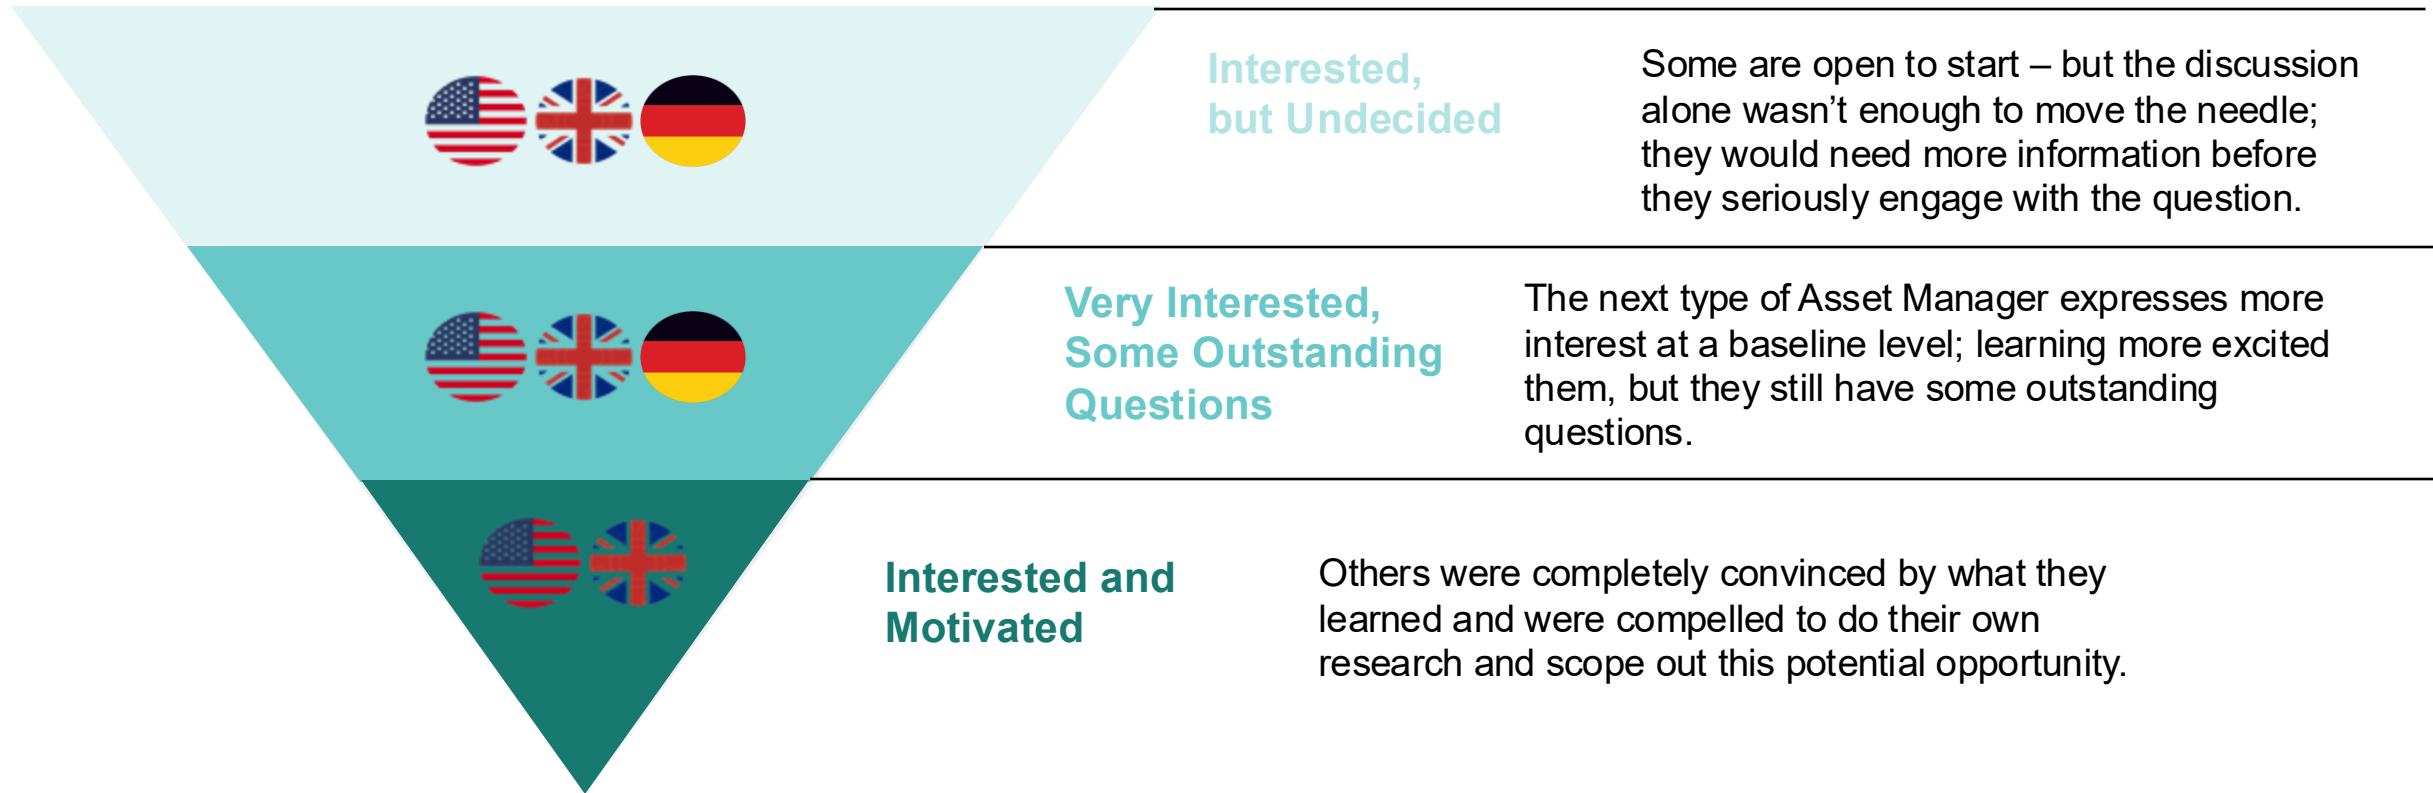 Interested,
but Undecided
Some are open to start – but the discussion
alone wasn’t enough to move the needle;
they would need more information before
they seriously engage with the question.
Very Interested,
Some Outstanding
Questions
The next type of Asset Manager expresses more
interest at a baseline level; learning more excited
them, but they still have some outstanding
questions.
Interested and
Motivated
Others were completely convinced by what they
learned and were compelled to do their own
research and scope out this potential opportunity.